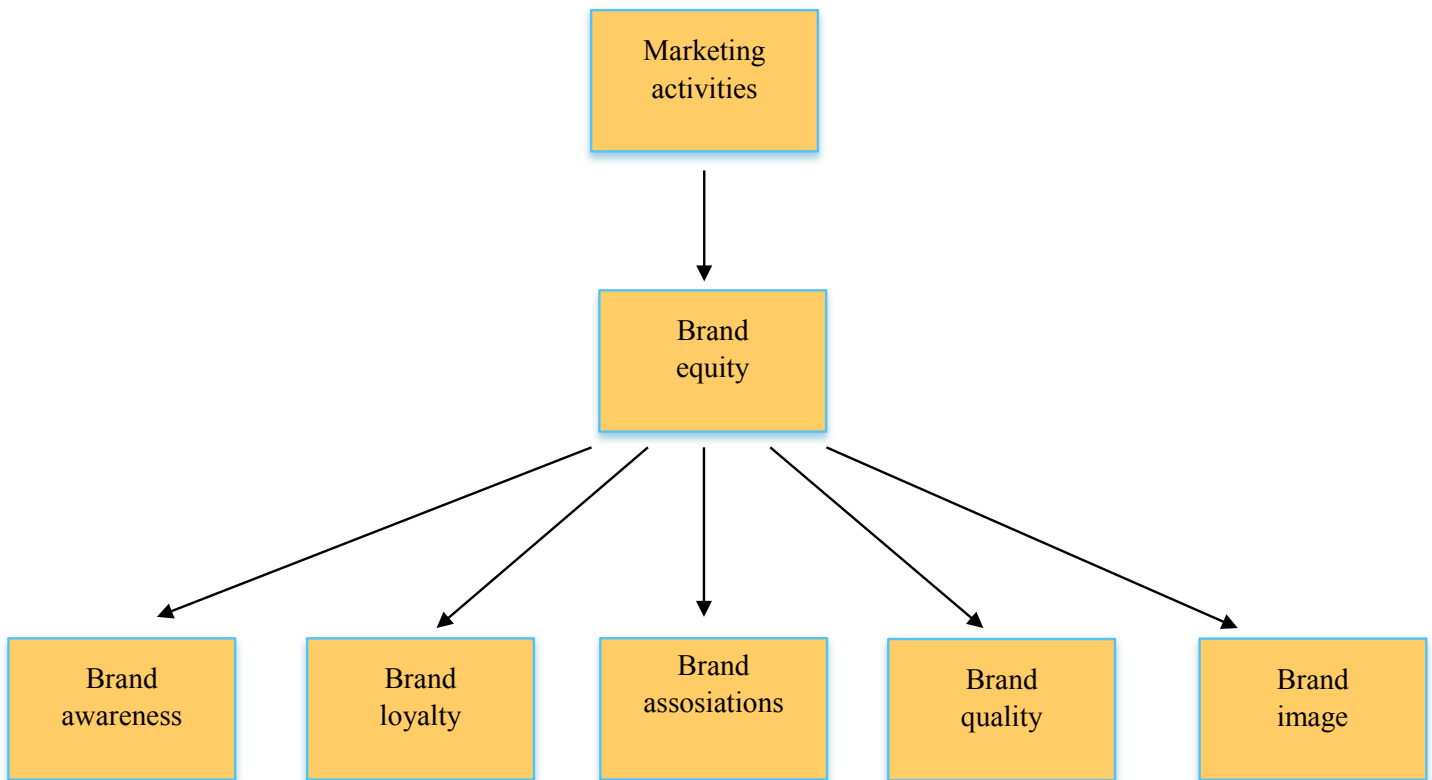 Marketing
activities
Brand
equity
Brand
awareness
Brand
loyalty
Brand
assosiations
Brand
quality
Brand
image